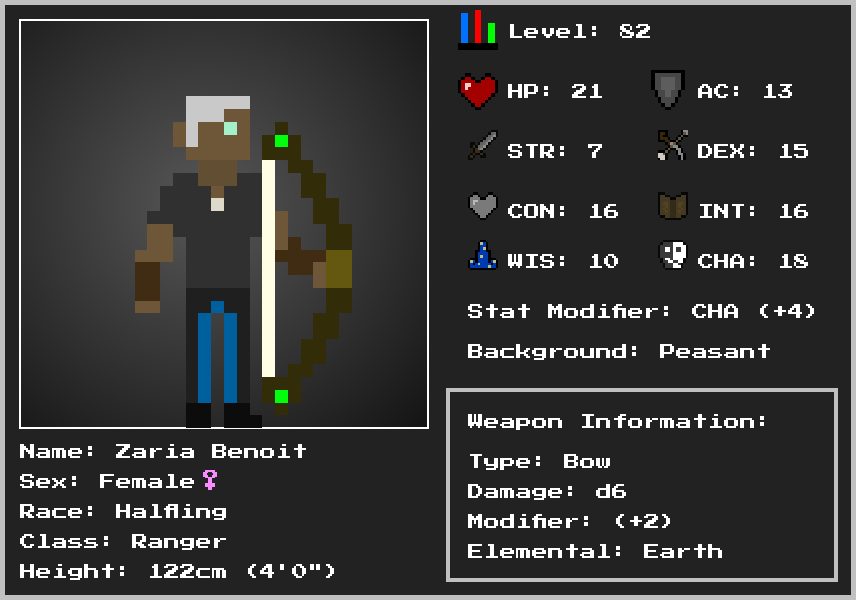 Level: 82
HP: 21
AC: 13
STR: 7
DEX: 15
CON: 16
INT: 16
WIS: 10
CHA: 18
Stat Modifier: CHA (+4)
Background: Peasant
Weapon Information:
Type: Bow
Damage: d6
Modifier: (+2)
Elemental: Earth
Name: Zaria Benoit
Sex: Female♀
Race: Halfling
Class: Ranger
Height: 122cm (4'0")